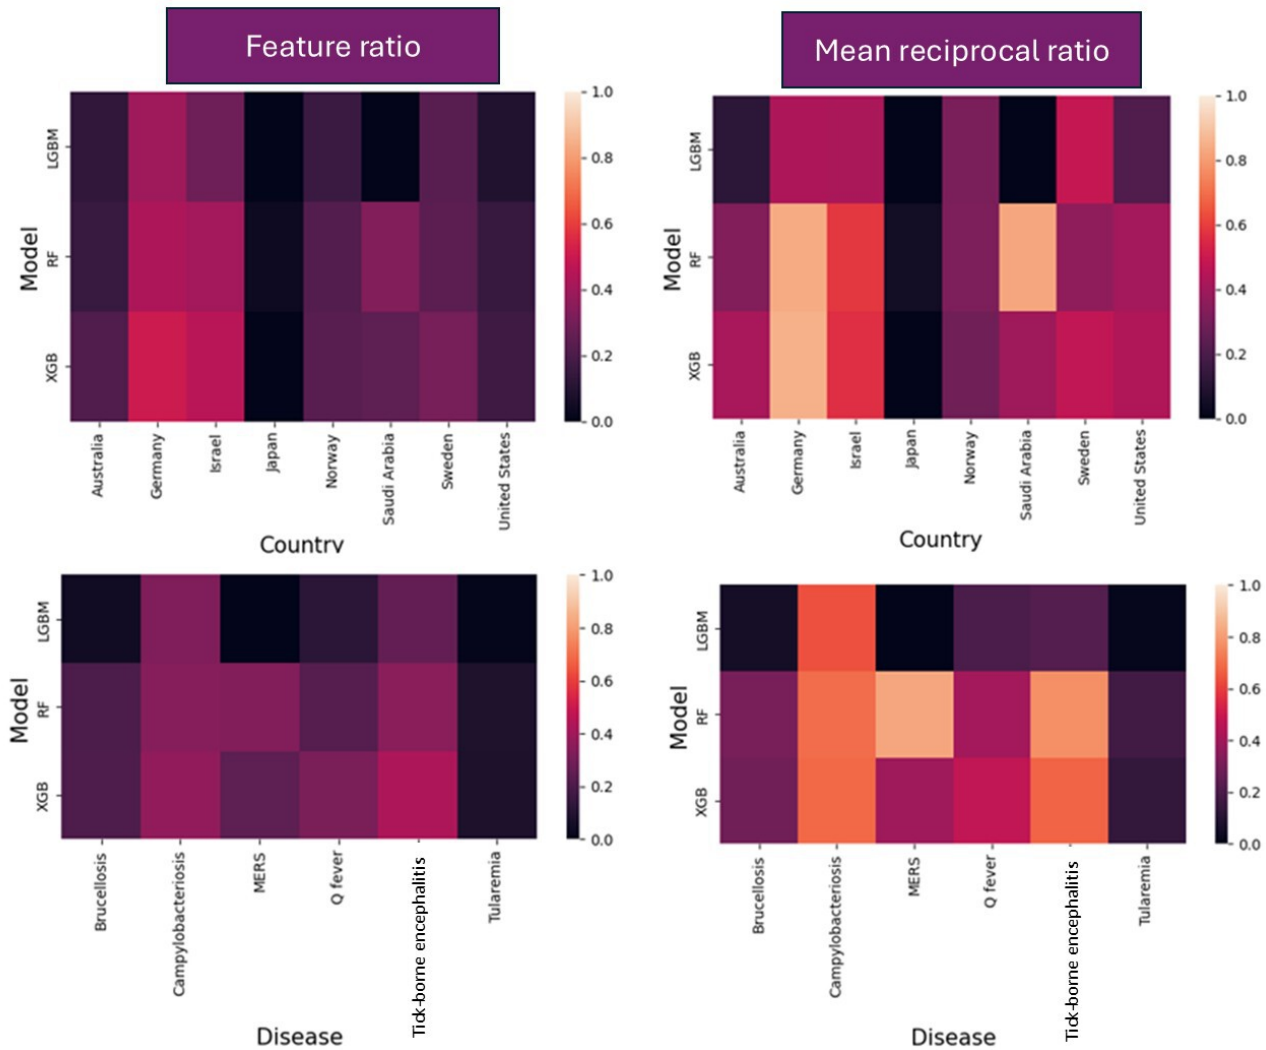 Feature ratio
Mean reciprocal ratio
Model
LGBM
RF
XGB
1.0
0.8
0.6
0.4
0.2
0.0
Australia
Germany
Israel
Japan
Norway
Saudi Arabia
Sweden
United States
Country
Model
LGBM
RF
XGB
1.0
0.8
0.6
0.4
0.2
0.0
Australia
Germany
Israel
Japan
Norway
Saudi Arabia
Sweden
United States
Country
Model
LGBM
RF
XGB
1.0
0.8
0.6
0.4
0.2
0.0
Brucellosis
Campylobacteriosis
MERS
Q fever
Tick-borne encephalitis
Tularemia
Disease
Model
LGBM
RF
XGB
1.0
0.8
0.6
0.4
0.2
0.0
Brucellosis
Campylobacteriosis
MERS
Q fever
Tick-borne encephalitis
Tularemia
Disease